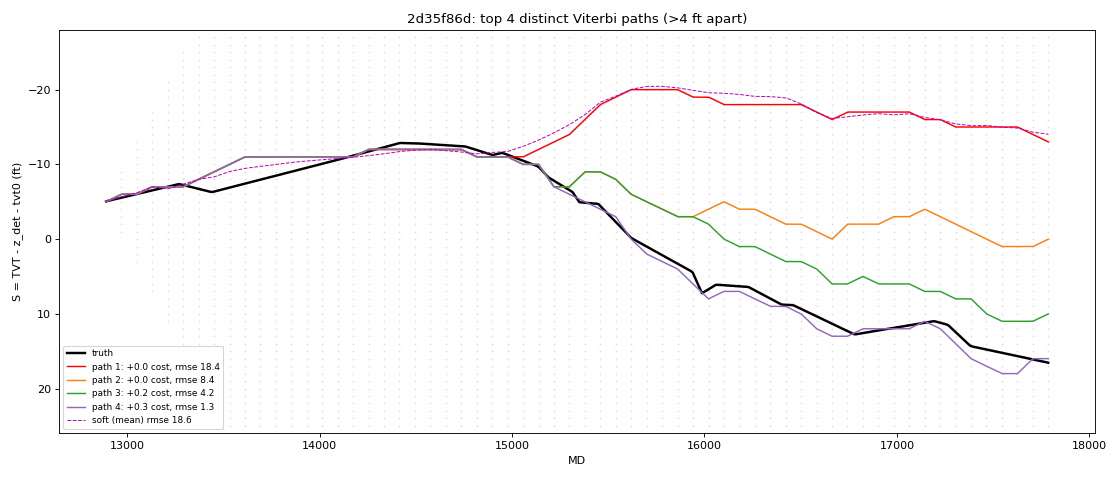 2d35f86d: top 4 distinct Viterbi paths (>4 ft apart)
S = TVT - z_det - tvt0 (ft)
−20
−10
0
10
20
truth
path 1: +0.0 cost, rmse 18.4
path 2: +0.0 cost, rmse 8.4
path 3: +0.2 cost, rmse 4.2
path 4: +0.3 cost, rmse 1.3
soft (mean) rmse 18.6
13000
14000
15000
16000
17000
18000
MD